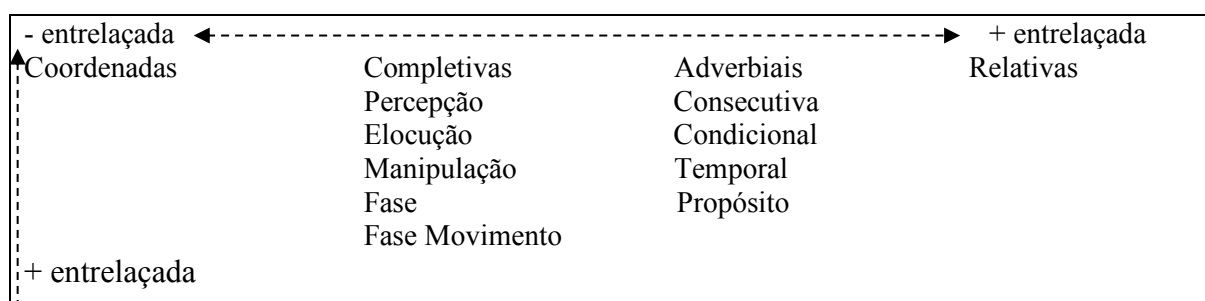 - entrelaçada + entrelaçada
Coordenadas Completivas Adverbiais Relativas
Percepção Consecutiva
Elocução Condicional
Manipulação Temporal
Fase Propósito
Fase Movimento
+ entrelaçada